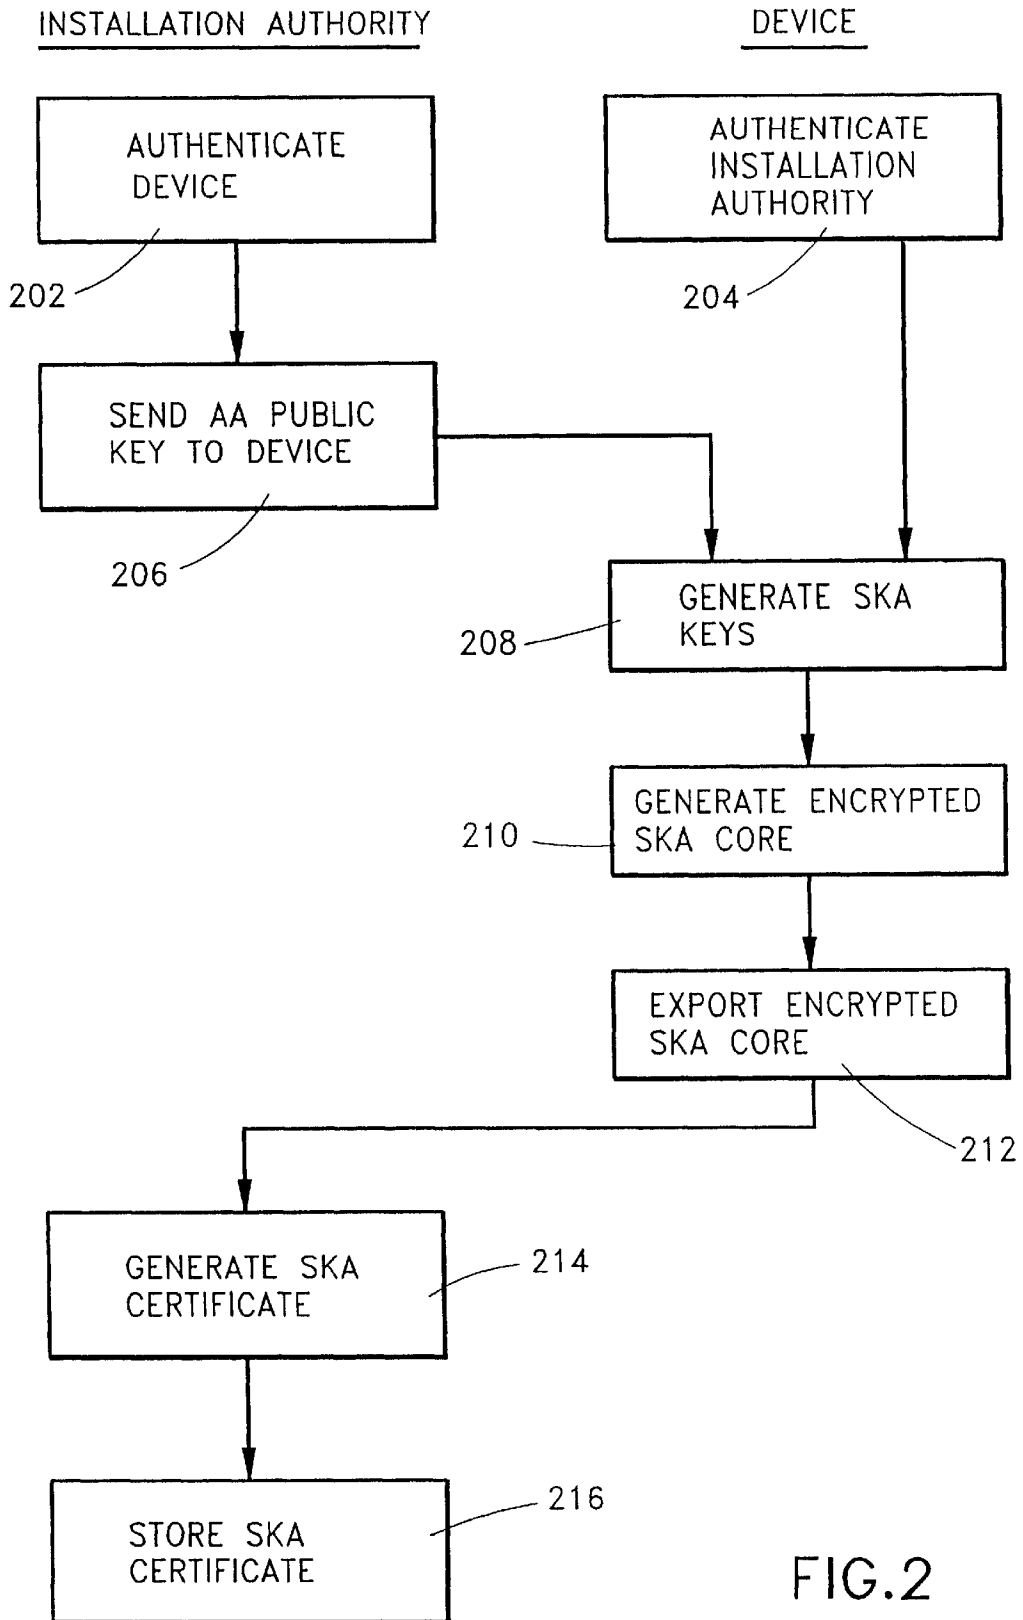 INSTALLATION AUTHORITY
DEVICE
AUTHENTICATE
DEVICE
202
AUTHENTICATE
INSTALLATION
AUTHORITY
204
SEND AA PUBLIC
KEY TO DEVICE
206
GENERATE SKA
KEYS
208
GENERATE ENCRYPTED
SKA CORE
210
EXPORT ENCRYPTED
SKA CORE
212
GENERATE SKA
CERTIFICATE
214
STORE SKA
CERTIFICATE
216
FIG.2